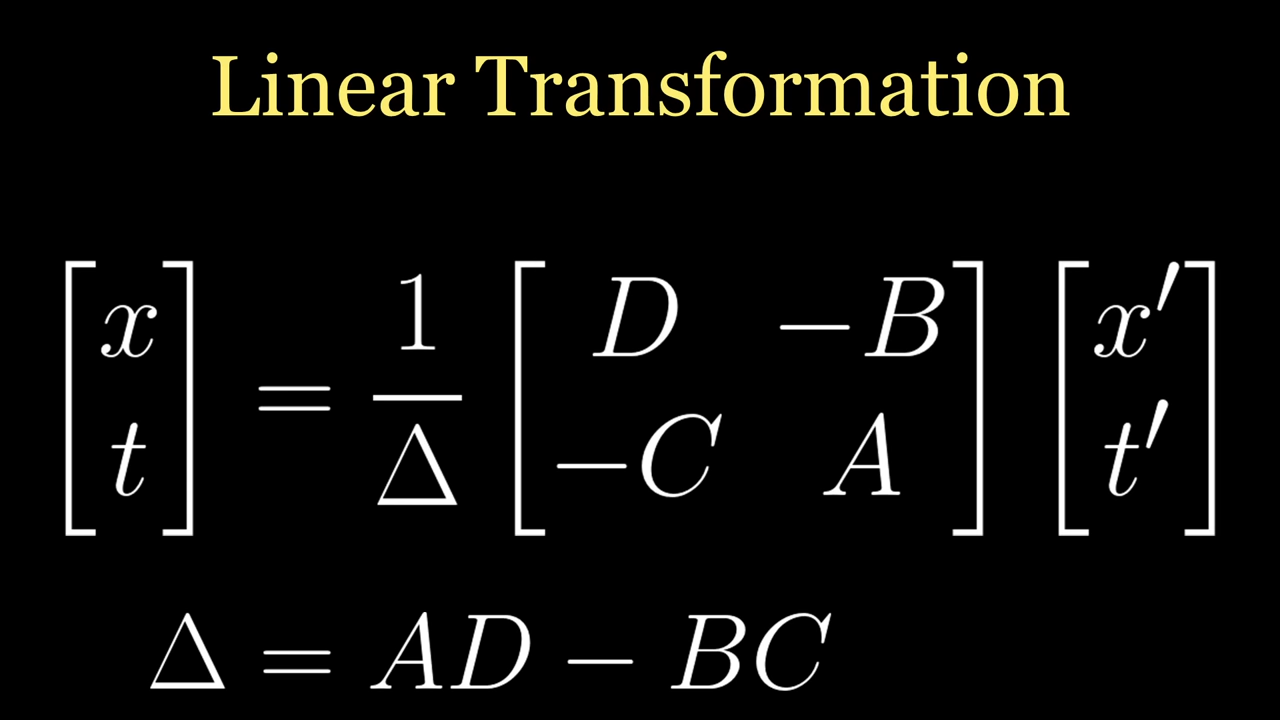 Linear Transformation
[x t] = 1/Δ [D −B −C A] [x′ t′]
Δ = AD − BC